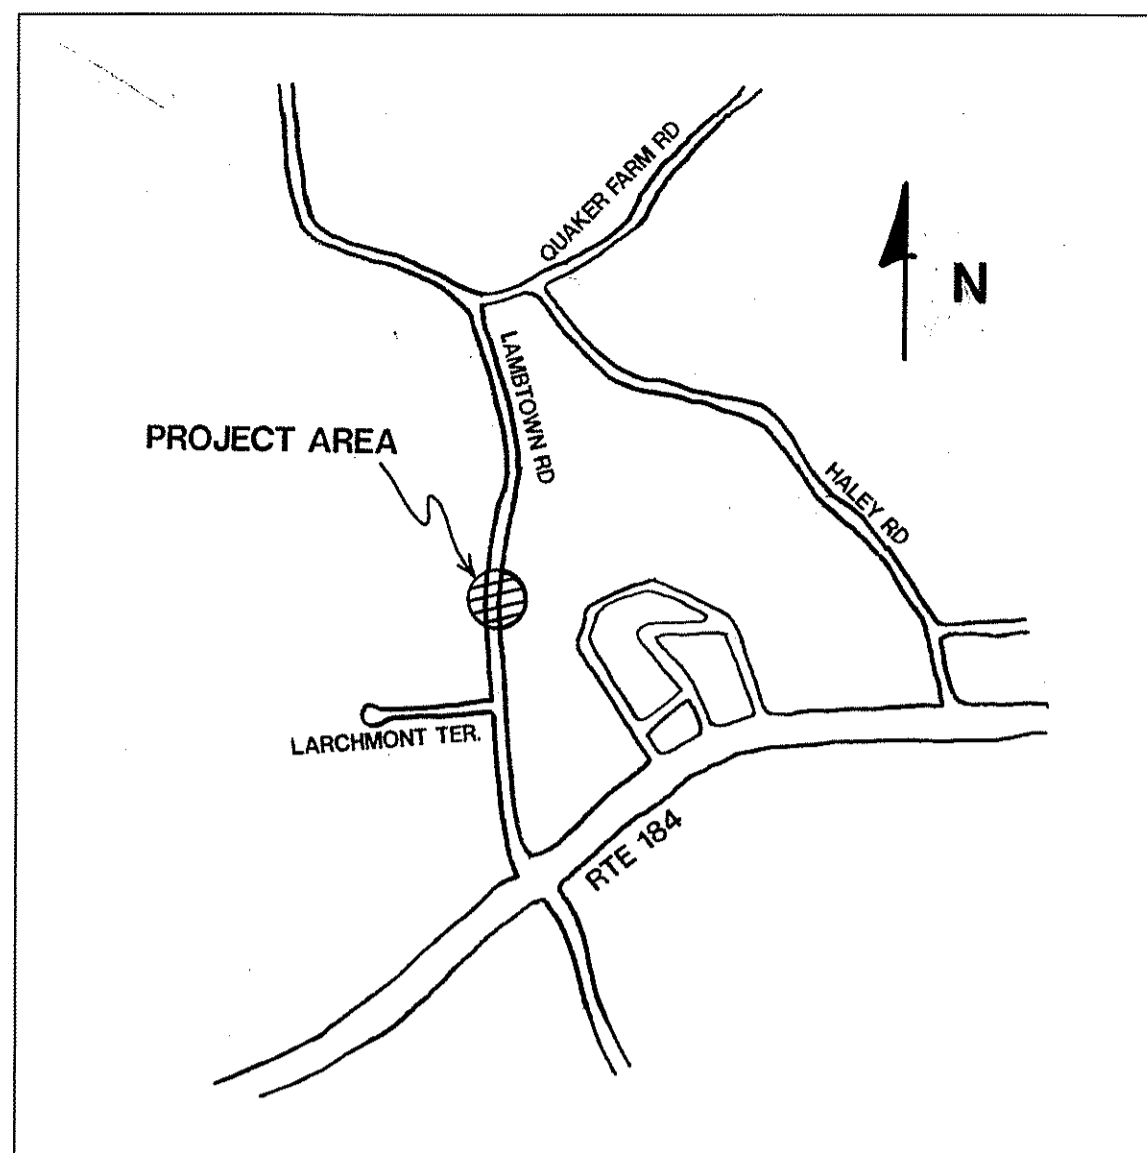 QUAKER FARM RD
N
LAMBTOWN RD
PROJECT AREA
HALEY RD
LARCHMONT TER.
RTE 184